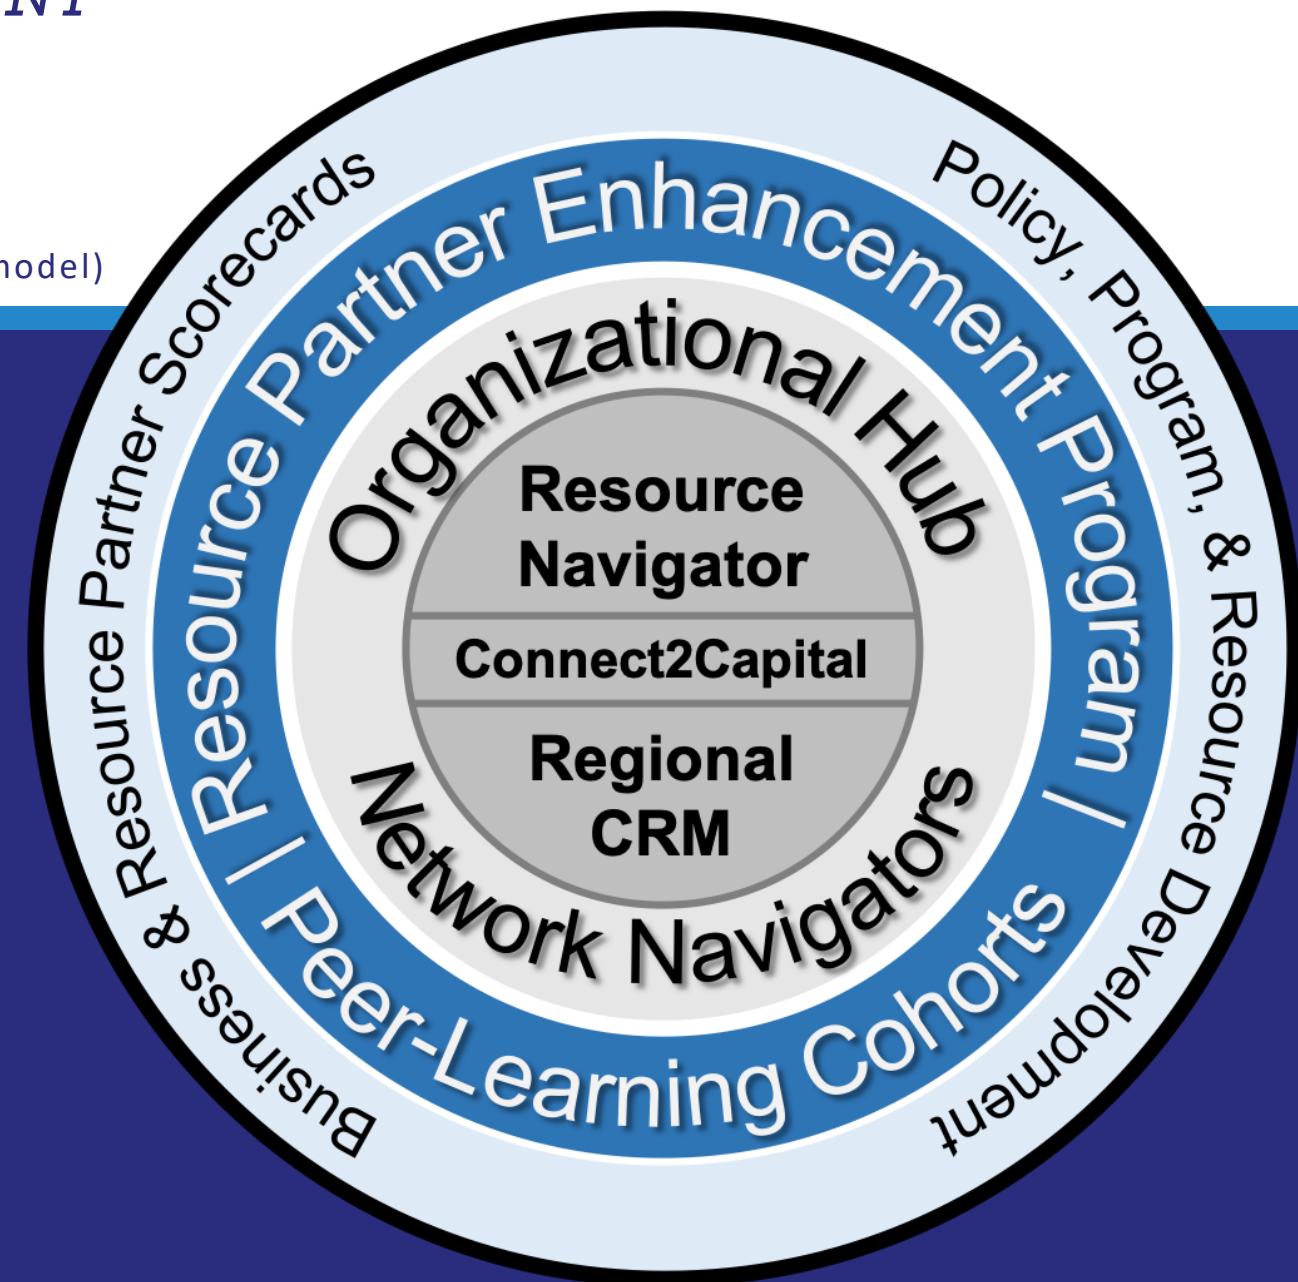 model)
Business & Resource Partner Scorecards
Policy, Program, & Resource Development
| Resource Partner Enhancement Program |
Peer-Learning Cohorts
Organizational Hub
Network Navigators
Resource
Navigator
Connect2Capital
Regional
CRM